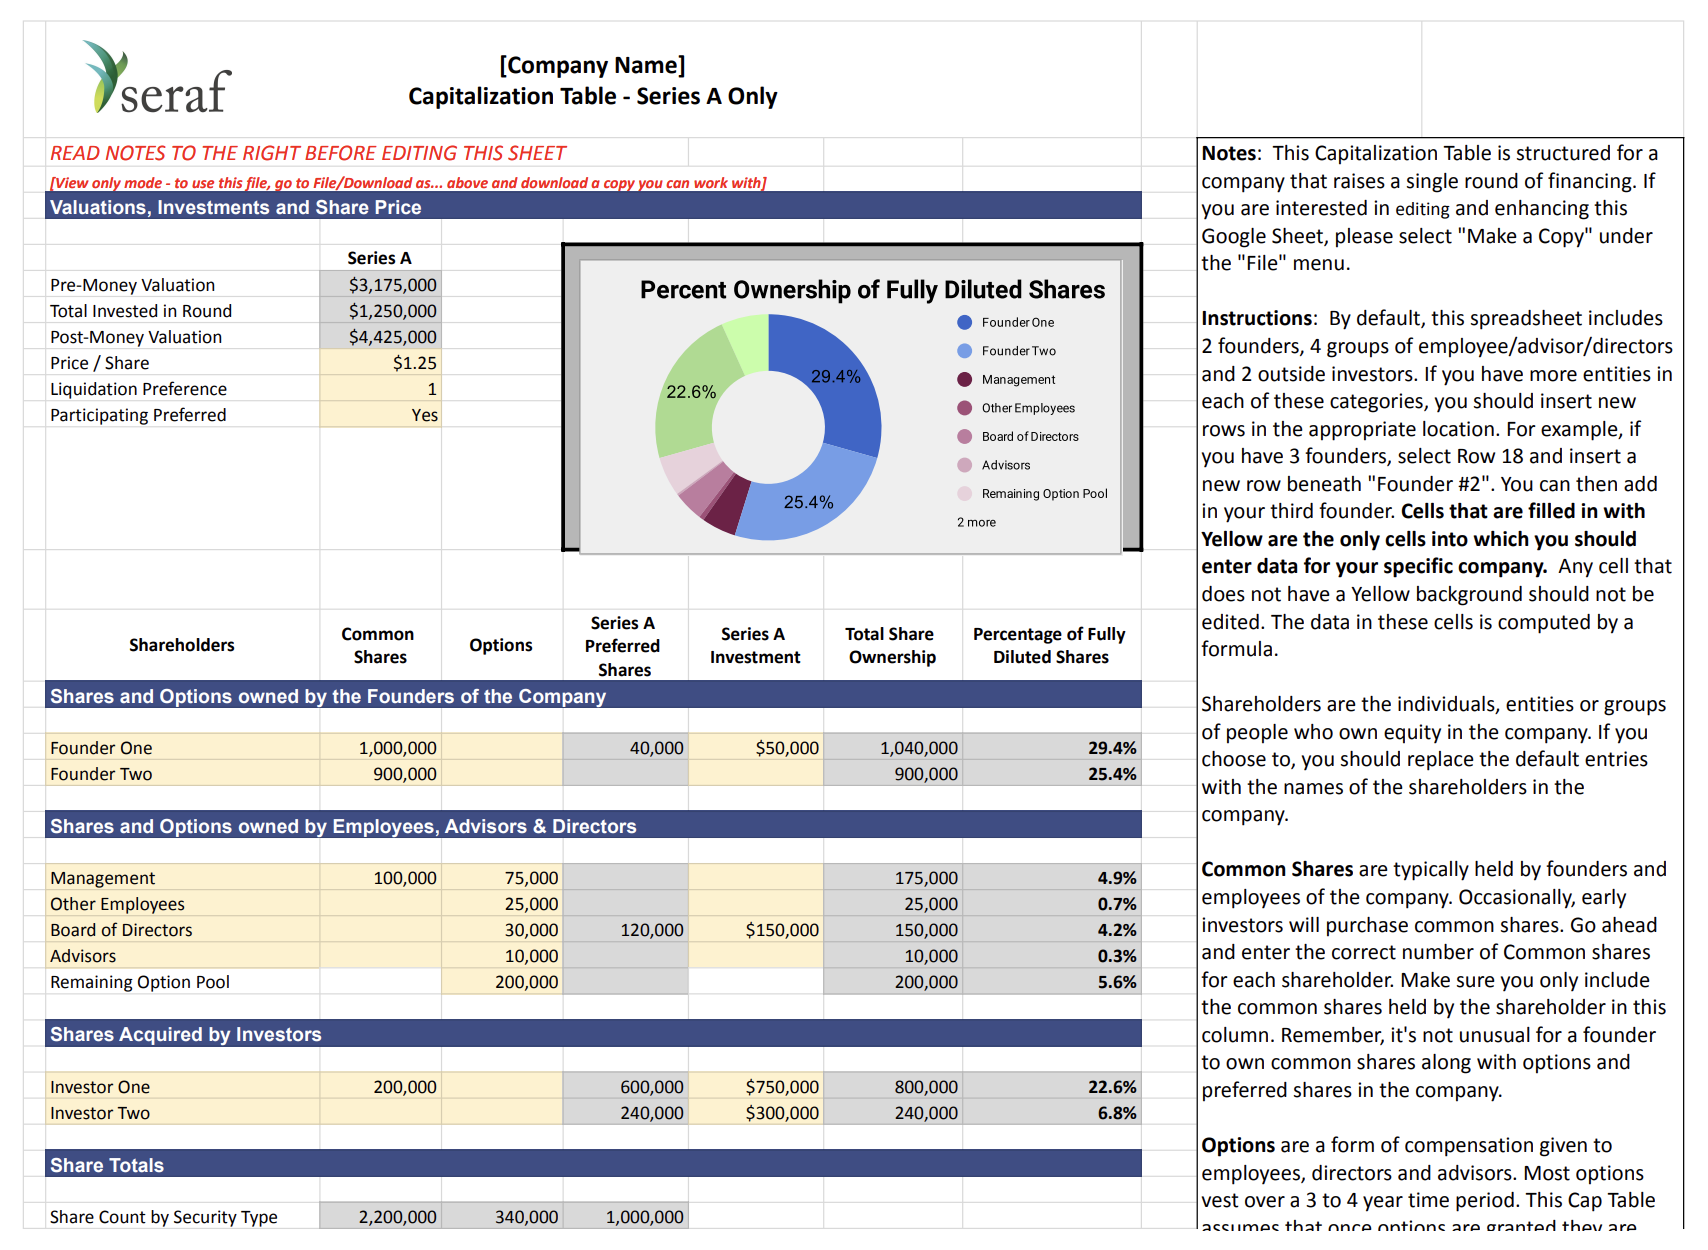 seraf
[Company Name]
Capitalization Table - Series A Only
READ NOTES TO THE RIGHT BEFORE EDITING THIS SHEET
[View only mode - to use this file, go to File/Download as... above and download a copy you can work with]
Valuations, Investments and Share Price
Series A
Pre-Money Valuation $3,175,000
Total Invested in Round $1,250,000
Post-Money Valuation $4,425,000
Price / Share $1.25
Liquidation Preference 1
Participating Preferred Yes
Percent Ownership of Fully Diluted Shares
29.4%
25.4%
22.6%
Founder One
Founder Two
Management
Other Employees
Board of Directors
Advisors
Remaining Option Pool
2 more
Shareholders Common Shares Options Series A Preferred Shares Series A Investment Total Share Ownership Percentage of Fully Diluted Shares
Shares and Options owned by the Founders of the Company
Founder One 1,000,000 40,000 $50,000 1,040,000 29.4%
Founder Two 900,000 900,000 25.4%
Shares and Options owned by Employees, Advisors & Directors
Management 100,000 75,000 175,000 4.9%
Other Employees 25,000 25,000 0.7%
Board of Directors 30,000 120,000 $150,000 150,000 4.2%
Advisors 10,000 10,000 0.3%
Remaining Option Pool 200,000 200,000 5.6%
Shares Acquired by Investors
Investor One 200,000 600,000 $750,000 800,000 22.6%
Investor Two 240,000 $300,000 240,000 6.8%
Share Totals
Share Count by Security Type 2,200,000 340,000 1,000,000
Notes: This Capitalization Table is structured for a
company that raises a single round of financing. If
you are interested in editing and enhancing this
Google Sheet, please select "Make a Copy" under
the "File" menu.
Instructions: By default, this spreadsheet includes
2 founders, 4 groups of employee/advisor/directors
and 2 outside investors. If you have more entities in
each of these categories, you should insert new
rows in the appropriate location. For example, if
you have 3 founders, select Row 18 and insert a
new row beneath "Founder #2". You can then add
in your third founder. Cells that are filled in with
Yellow are the only cells into which you should
enter data for your specific company. Any cell that
does not have a Yellow background should not be
edited. The data in these cells is computed by a
formula.
Shareholders are the individuals, entities or groups
of people who own equity in the company. If you
choose to, you should replace the default entries
with the names of the shareholders in the
company.
Common Shares are typically held by founders and
employees of the company. Occasionally, early
investors will purchase common shares. Go ahead
and enter the correct number of Common shares
for each shareholder. Make sure you only include
the common shares held by the shareholder in this
column. Remember, it's not unusual for a founder
to own common shares along with options and
preferred shares in the company.
Options are a form of compensation given to
employees, directors and advisors. Most options
vest over a 3 to 4 year time period. This Cap Table
assumes that once options are granted they are